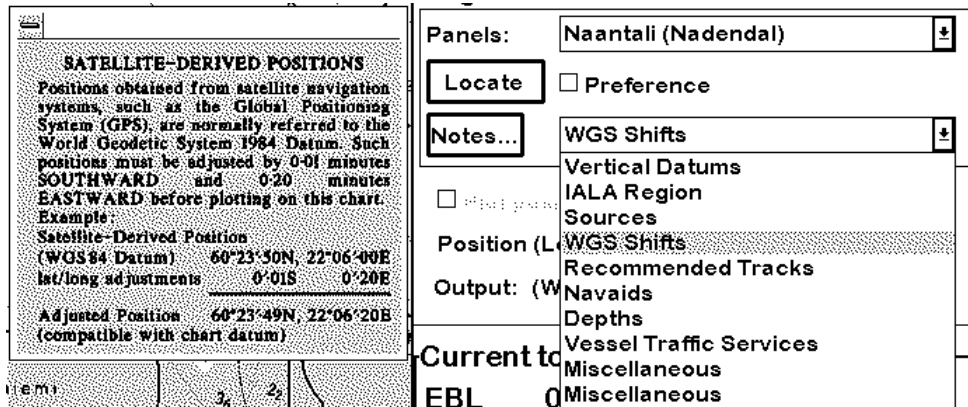 SATELLITE-DERIVED POSITIONS
Positions obtained from satellite navigation
systems, such as the Global Positioning
System (GPS), are normally referred to the
World Geodetic System 1984 Datum. Such
positions must be adjusted by 0·01 minutes
SOUTHWARD and 0·20 minutes
EASTWARD before plotting on this chart.
Example:
Satellite-Derived Position
(WGS84 Datum) 60°23'·50N, 22°06'·00E
lat/long adjustments 0'·01S 0'·20E
Adjusted Position 60°23'·49N, 22°06'·20E
(compatible with chart datum)
Panels: Naantali (Nadendal)
Locate Preference
Notes... WGS Shifts
Vertical Datums
IALA Region
Sources
WGS Shifts
Recommended Tracks
Navaids
Depths
Vessel Traffic Services
Miscellaneous
Miscellaneous
Position (L
Output: (W
Current to
EBL 0